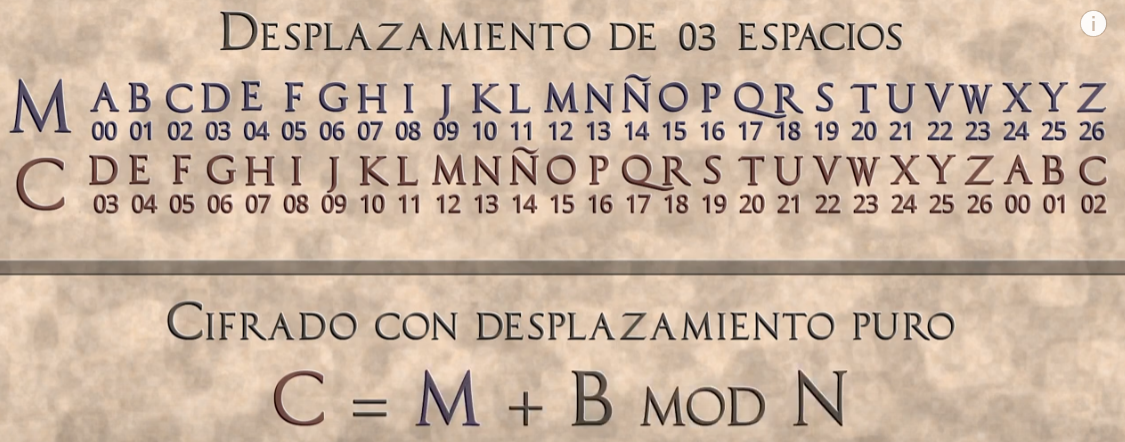 Desplazamiento de 03 espacios
i
M A B C D E F G H I J K L M N Ñ O P Q R S T U V W X Y Z
00 01 02 03 04 05 06 07 08 09 10 11 12 13 14 15 16 17 18 19 20 21 22 23 24 25 26
C D E F G H I J K L M N Ñ O P Q R S T U V W X Y Z A B C
03 04 05 06 07 08 09 10 11 12 13 14 15 16 17 18 19 20 21 22 23 24 25 26 00 01 02
Cifrado con desplazamiento puro
C = M + B mod N